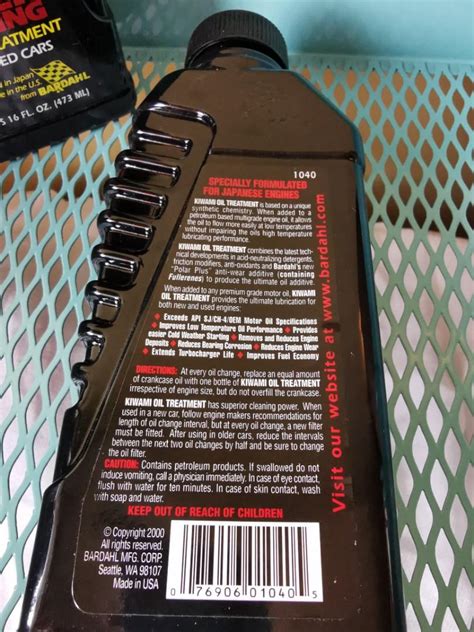 NG
TREATMENT
ED CARS
in Japan
in the U.S.
from BARDAHL
16 FL. OZ. (473 ML)
1040
SPECIALLY FORMULATED
FOR JAPANESE ENGINES
KIWAMI OIL TREATMENT is based on a unique
synthetic chemistry. When added to a
petroleum based multigrade engine oil, it allows
the oil to flow more easily at low temperatures
without impairing the oils high temperature
lubricating performance.
KIWAMI OIL TREATMENT combines the latest tech-
nical developments in acid-neutralizing detergents,
friction modifiers, anti-oxidants and Bardahl's new
"Polar Plus" anti-wear additive (containing
Fullerenes) to produce the ultimate oil additive.
When added to any premium grade motor oil, KIWAMI
OIL TREATMENT provides the ultimate lubrication for
both new and used engines.
Exceeds API SJ/CH-4/OEM Motor Oil Specifications
Improves Low Temperature Oil Performance Provides
easier Cold Weather Starting Removes and Reduces Engine
Deposits Reduces Bearing Corrosion Reduces Engine Wear
Extends Turbocharger Life Improves Fuel Economy
DIRECTIONS: At every oil change, replace an equal amount
of crankcase oil with one bottle of KIWAMI OIL TREATMENT
irrespective of engine size, but do not overfill the crankcase.
KIWAMI OIL TREATMENT has superior cleaning power. When
used in a new car, follow engine makers recommendations for
length of oil change interval, but at every oil change, a new filter
must be fitted. After using in older cars, reduce the intervals
between the next two oil changes by half and be sure to change
the oil filter.
CAUTION: Contains petroleum products. If swallowed do not
induce vomiting, call a physician immediately. In case of eye contact,
flush with water for ten minutes. In case of skin contact, wash
with soap and water.
KEEP OUT OF REACH OF CHILDREN
© Copyright 2000
All rights reserved.
BARDAHL MFG. CORP.
Seattle, WA 98107
Made in USA
0 76906 01040 5
Visit our website at www.bardahl.com